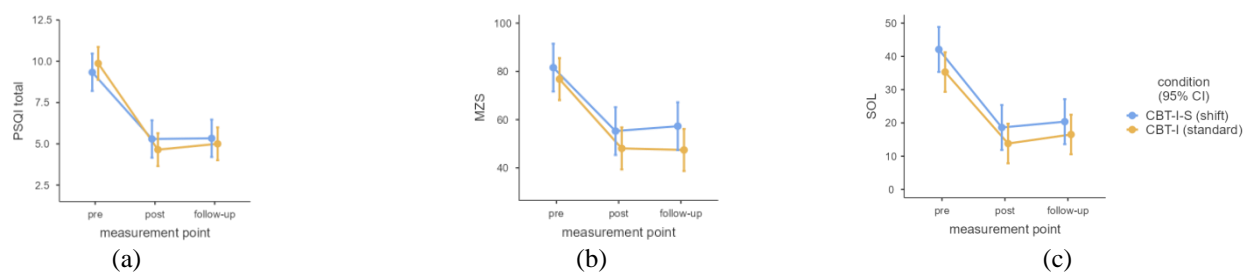 12.5
10.0
7.5
5.0
2.5
PSQI total
pre
post
follow-up
measurement point
(a)
100
80
60
40
MZS
pre
post
follow-up
measurement point
(b)
50
40
30
20
10
0
SOL
pre
post
follow-up
measurement point
(c)
condition
(95% CI)
CBT-I-S (shift)
CBT-I (standard)